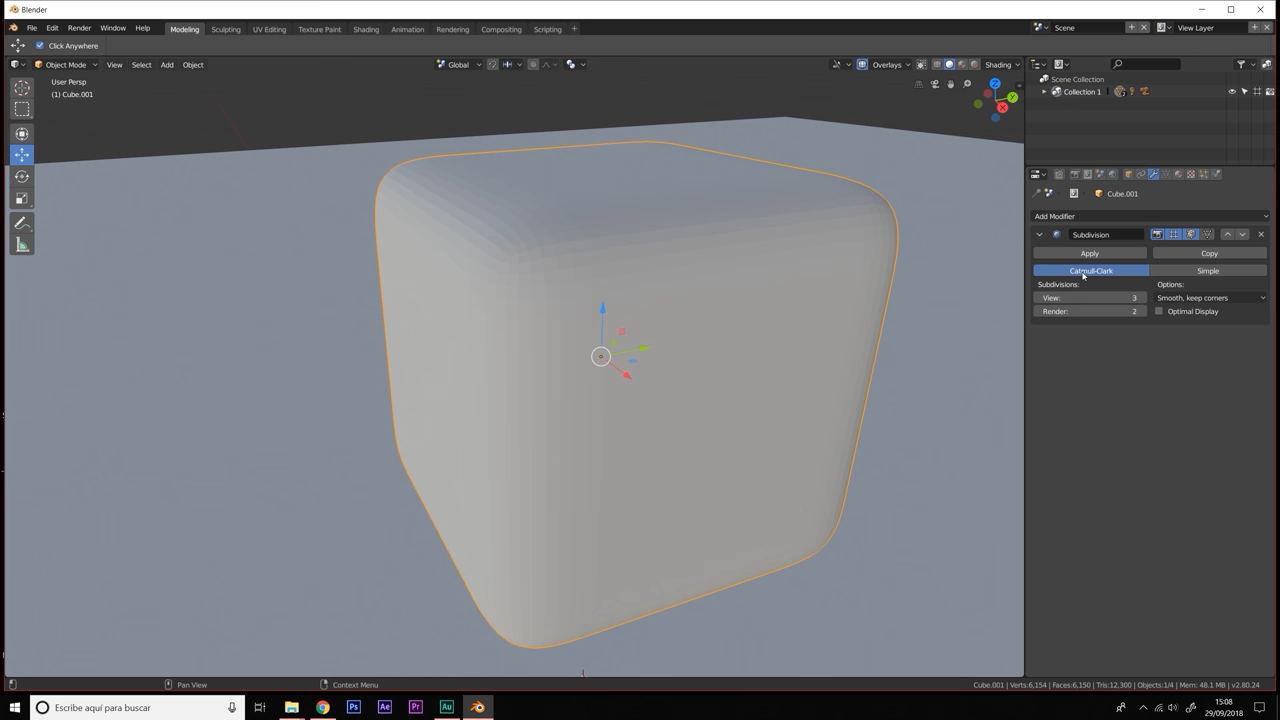 Blender
File Edit Render Window Help
Modeling Sculpting UV Editing Texture Paint Shading Animation Rendering Compositing Scripting +
Scene
View Layer
Click Anywhere
Object Mode View Select Add Object
Global
Overlays
Shading
User Persp
(1) Cube.001
Z
Y
X
Scene Collection
Collection 1
Cube.001
Add Modifier
Subdivision
Apply Copy
Catmull-Clark Simple
Subdivisions: Options:
View: 3 Smooth, keep corners
Render: 2 Optimal Display
Pan View
Context Menu
Cube.001 | Verts:6,154 | Faces:6,150 | Tris:12,300 | Objects:1/4 | Mem: 48.1 MB | v2.80.24
Escribe aquí para buscar
Ps Ae Pr Au
15:08
29/09/2018